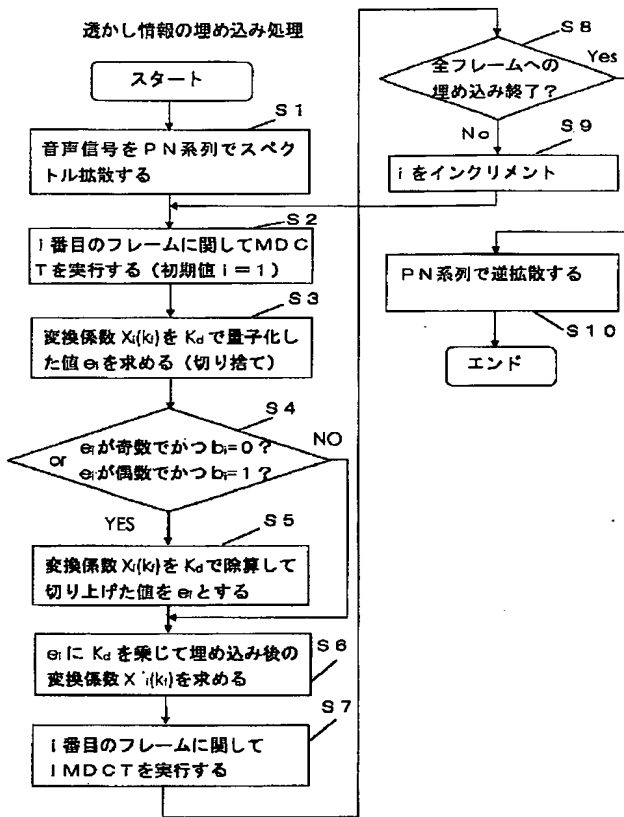 透かし情報の埋め込み処理
スタート
S1
音声信号をPN系列でスペク
トル拡散する
S2
i番目のフレームに関してMDC
Tを実行する（初期値i＝1）
S3
変換係数Xi(kf)をKdで量子化し
た値eiを求める（切り捨て）
S4
eiが奇数でかつbi=0？
or
eiが偶数でかつbi=1？
NO
YES
S5
変換係数Xi(kf)をKdで除算して
切り上げた値をeiとする
S6
eiにKdを乗じて埋め込み後の
変換係数X'i(kf)を求める
S7
i番目のフレームに関して
IMDCTを実行する
S8
全フレームへの
埋め込み終了？
Yes
No
S9
iをインクリメント
PN系列で逆拡散する
S10
エンド